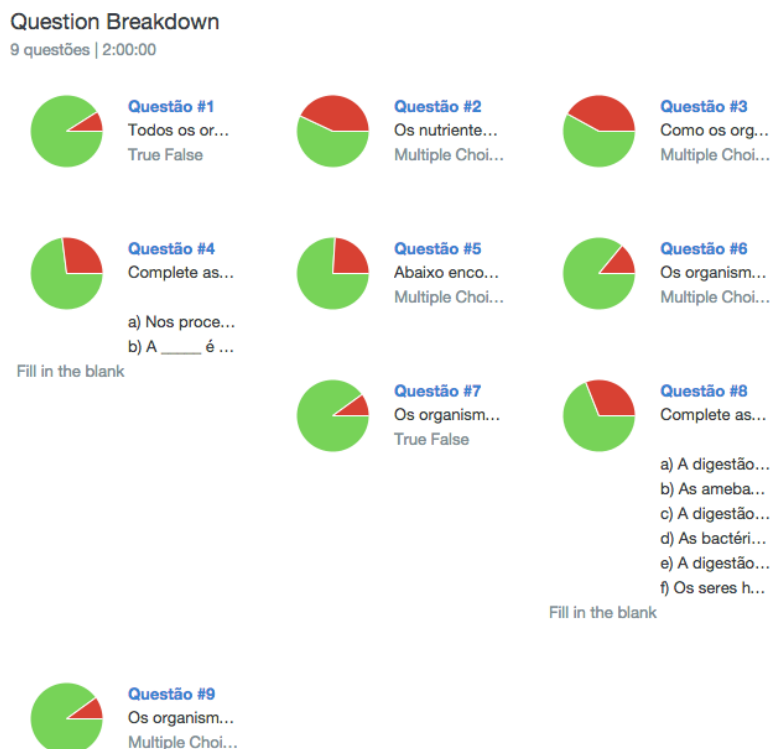 Question Breakdown
9 questões | 2:00:00
Questão #1
Todos os or...
True False
Questão #2
Os nutriente...
Multiple Choi...
Questão #3
Como os org...
Multiple Choi...
Questão #4
Complete as...
a) Nos proce...
b) A _____ é ...
Fill in the blank
Questão #5
Abaixo enco...
Multiple Choi...
Questão #6
Os organism...
Multiple Choi...
Questão #7
Os organism...
True False
Questão #8
Complete as...
a) A digestão...
b) As ameba...
c) A digestão...
d) As bactéri...
e) A digestão...
f) Os seres h...
Fill in the blank
Questão #9
Os organism...
Multiple Choi...